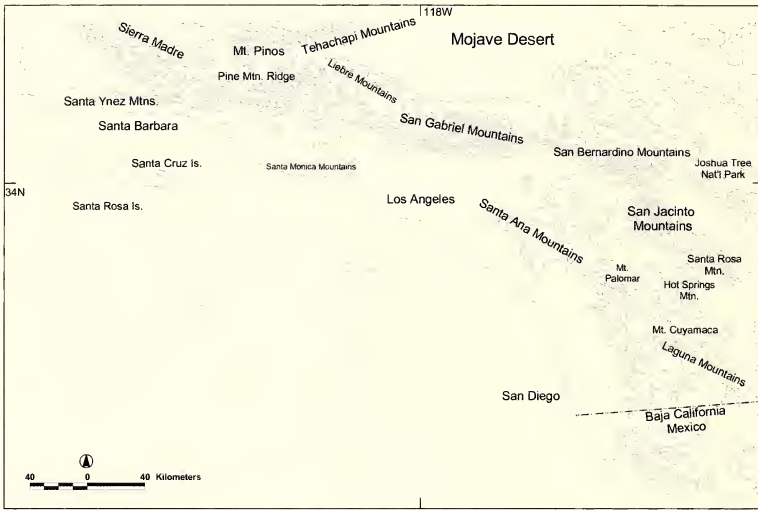 118W
Sierra Madre
Mt. Pinos
Tehachapi Mountains
Mojave Desert
Pine Mtn. Ridge
Liebre Mountains
Santa Ynez Mtns.
Santa Barbara
San Gabriel Mountains
San Bernardino Mountains
Santa Cruz Is.
Santa Monica Mountains
Joshua Tree
Nat'l Park
34N
Santa Rosa Is.
Los Angeles
Santa Ana Mountains
San Jacinto
Mountains
Santa Rosa
Mtn.
Mt.
Palomar
Hot Springs
Mtn.
Mt. Cuyamaca
Laguna Mountains
San Diego
Baja California
Mexico
40 0 40 Kilometers